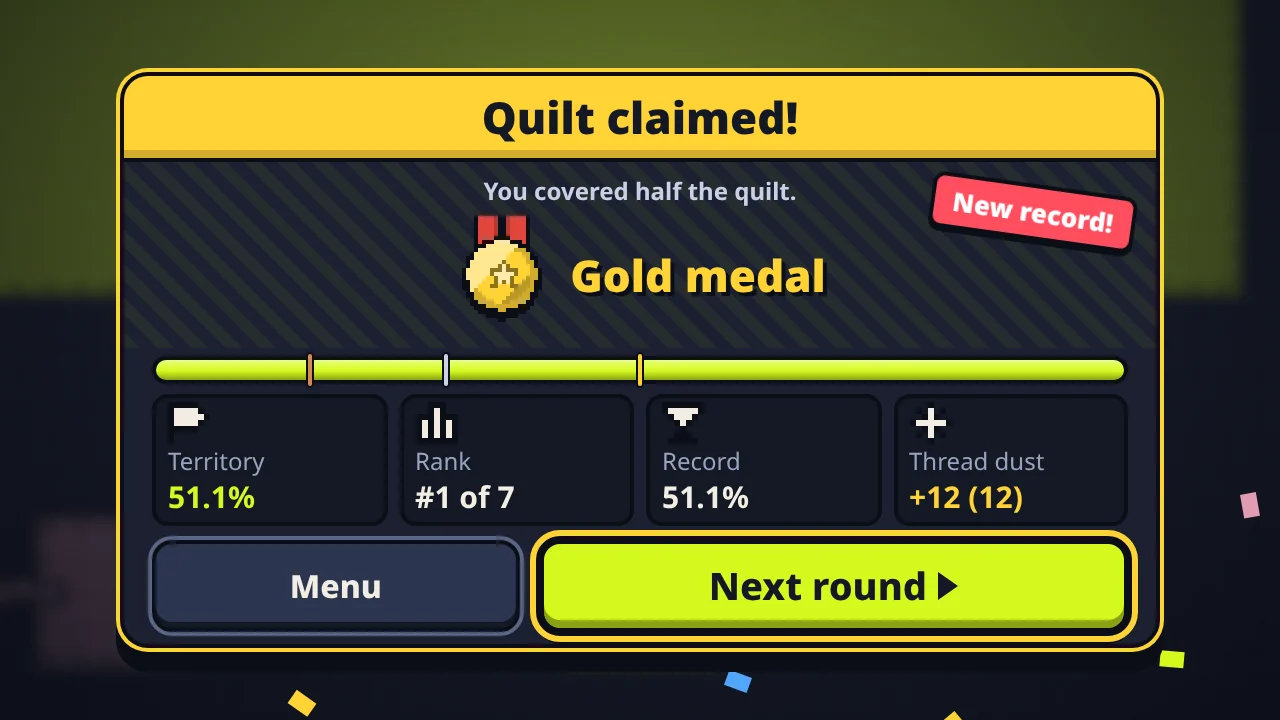 Quilt claimed!
You covered half the quilt.
New record!
Gold medal
Territory
51.1%
Rank
#1 of 7
Record
51.1%
Thread dust
+12 (12)
Menu
Next round